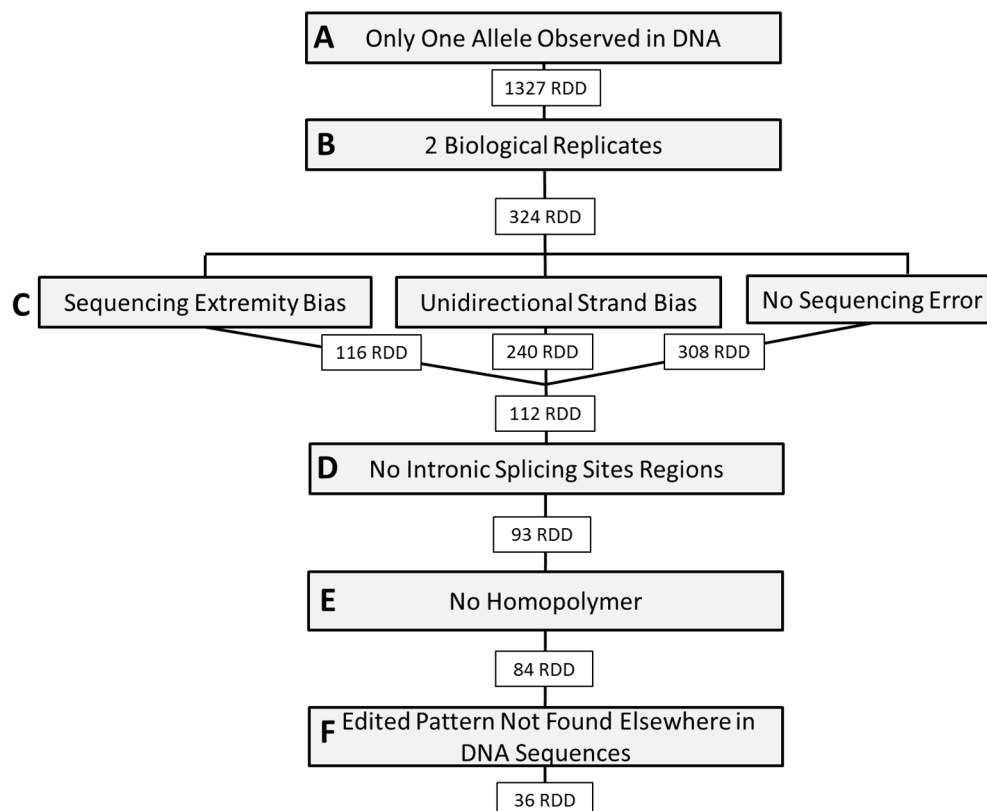 A Only One Allele Observed in DNA
1327 RDD
B 2 Biological Replicates
324 RDD
C Sequencing Extremity Bias Unidirectional Strand Bias No Sequencing Error
116 RDD 240 RDD 308 RDD
112 RDD
D No Intronic Splicing Sites Regions
93 RDD
E No Homopolymer
84 RDD
F Edited Pattern Not Found Elsewhere in
DNA Sequences
36 RDD